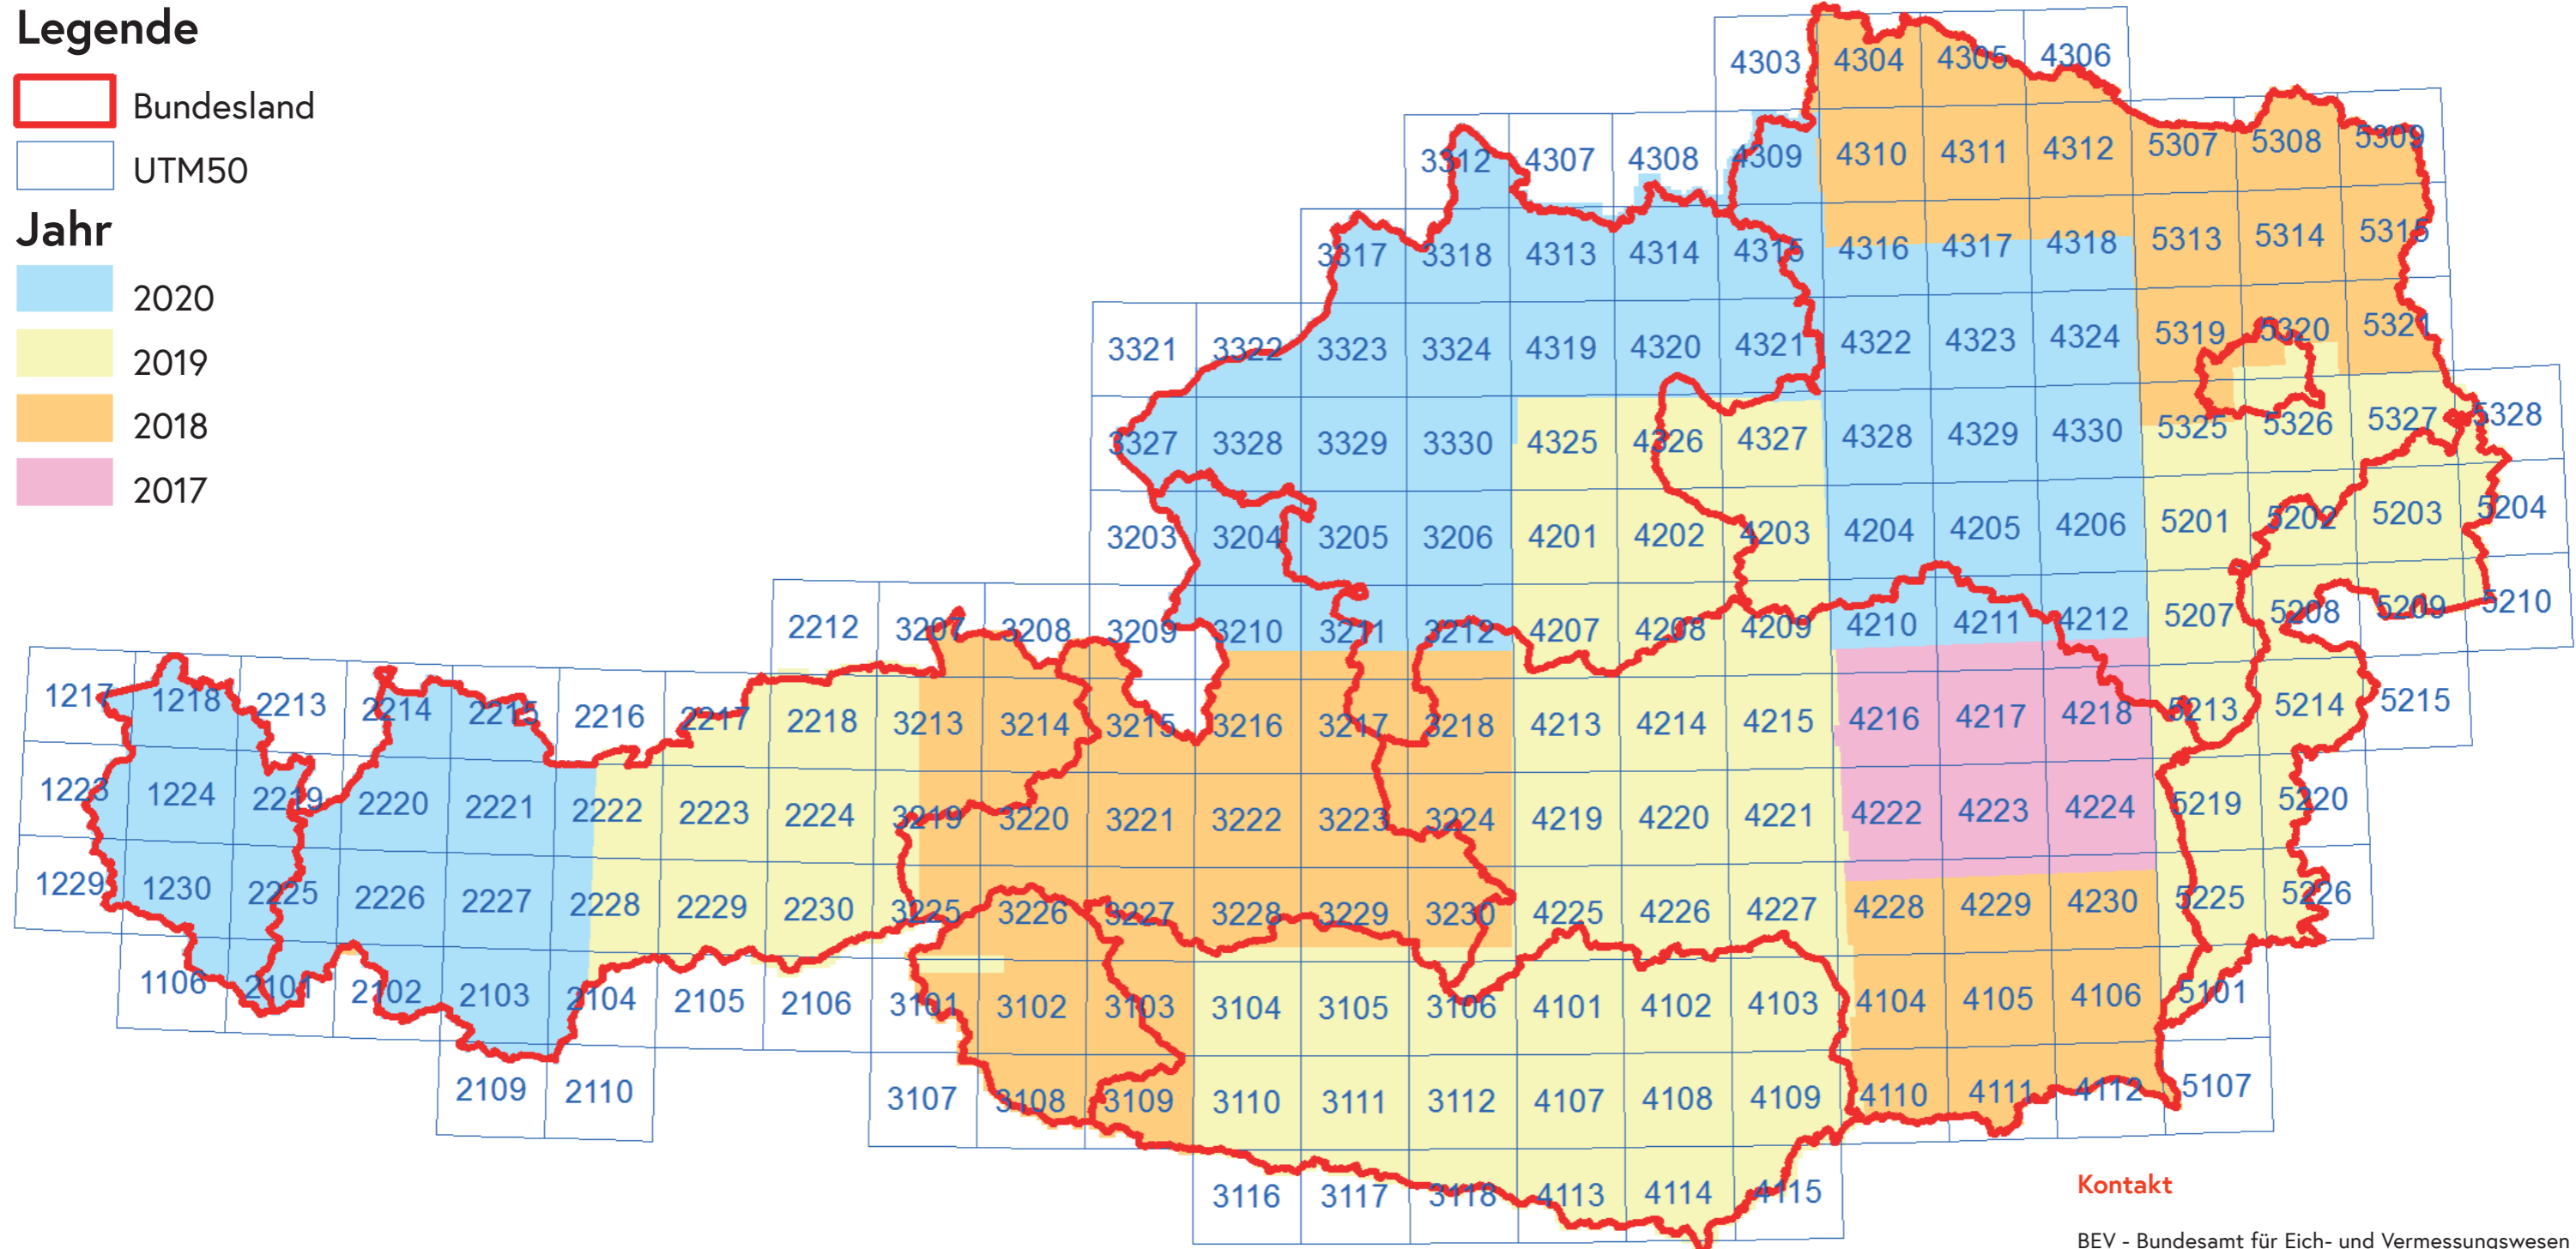 Legende
Bundesland
UTM50
Jahr
2020
2019
2018
2017
4303 4304 4305 4306
3312 4307 4308 4309 4310 4311 4312 5307 5308 5309
3317 3318 4313 4314 4315 4316 4317 4318 5313 5314 5315
3321 3322 3323 3324 4319 4320 4321 4322 4323 4324 5319 5320 5321
3327 3328 3329 3330 4325 4326 4327 4328 4329 4330 5325 5326 5327 5328
3203 3204 3205 3206 4201 4202 4203 4204 4205 4206 5201 5202 5203 5204
2212 3207 3208 3209 3210 3211 3212 4207 4208 4209 4210 4211 4212 5207 5208 5209 5210
1217 1218 2213 2214 2215 2216 2217 2218 3213 3214 3215 3216 3217 3218 4213 4214 4215 4216 4217 4218 5213 5214 5215
1223 1224 2219 2220 2221 2222 2223 2224 3219 3220 3221 3222 3223 3224 4219 4220 4221 4222 4223 4224 5219 5220
1229 1230 2225 2226 2227 2228 2229 2230 3225 3226 3227 3228 3229 3230 4225 4226 4227 4228 4229 4230 5225 5226
1106 2101 2102 2103 2104 2105 2106 3101 3102 3103 3104 3105 3106 4101 4102 4103 4104 4105 4106 5101
2109 2110 3107 3108 3109 3110 3111 3112 4107 4108 4109 4110 4111 4112 5107
3116 3117 3118 4113 4114 4115
Kontakt
BEV - Bundesamt für Eich- und Vermessungswesen